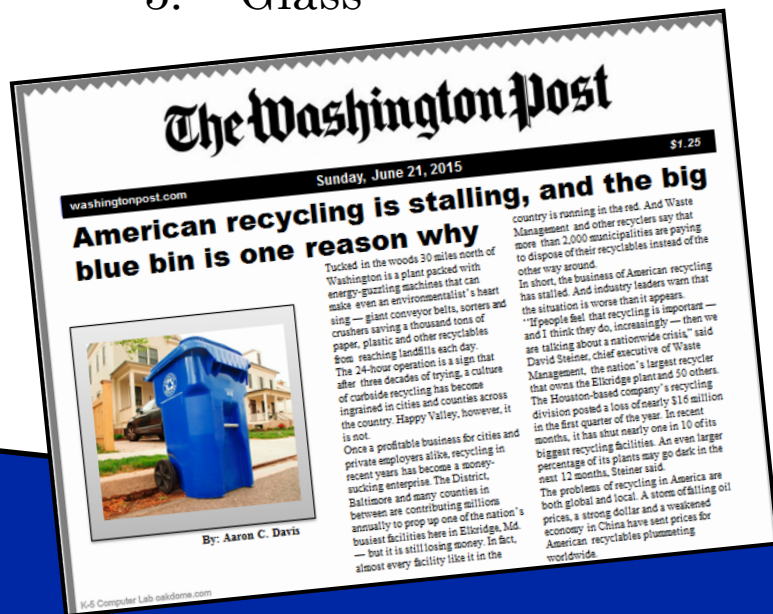 3. Glass
The Washington Post
washingtonpost.com
Sunday, June 21, 2015
$1.25
American recycling is stalling, and the big
blue bin is one reason why
Tucked in the woods 30 miles north of
Washington is a plant packed with
energy-guzzling machines that can
make even an environmentalist's heart
sing — giant conveyor belts, sorters and
crushers saving a thousand tons of
paper, plastic and other recyclables
from reaching landfills each day.
The 24-hour operation is a sign that
after three decades of trying, a culture
of curbside recycling has become
ingrained in cities and counties across
the country. Happy Valley, however, it
is not.
Once a profitable business for cities and
private employers alike, recycling in
recent years has become a money-
sucking enterprise. The District,
Baltimore and many counties in
between are contributing millions
annually to prop up one of the nation's
busiest facilities here in Elkridge, Md.
— but it is still losing money. In fact,
almost every facility like it in the
country is running in the red. And Waste
Management and other recyclers say that
more than 2,000 municipalities are paying
to dispose of their recyclables instead of the
other way around.
In short, the business of American recycling
has stalled. And industry leaders warn that
the situation is worse than it appears.
“If people feel that recycling is important —
and I think they do, increasingly — then we
are talking about a nationwide crisis,” said
David Steiner, chief executive of Waste
Management, the nation's largest recycler
that owns the Elkridge plant and 50 others.
The Houston-based company's recycling
division posted a loss of nearly $16 million
in the first quarter of the year. In recent
months, it has shut nearly one in 10 of its
biggest recycling facilities. An even larger
percentage of its plants may go dark in the
next 12 months, Steiner said.
The problems of recycling in America are
both global and local. A storm of falling oil
prices, a strong dollar and a weakened
economy in China have sent prices for
American recyclables plummeting
worldwide.
By: Aaron C. Davis
K-5 Computer Lab oakdome.com